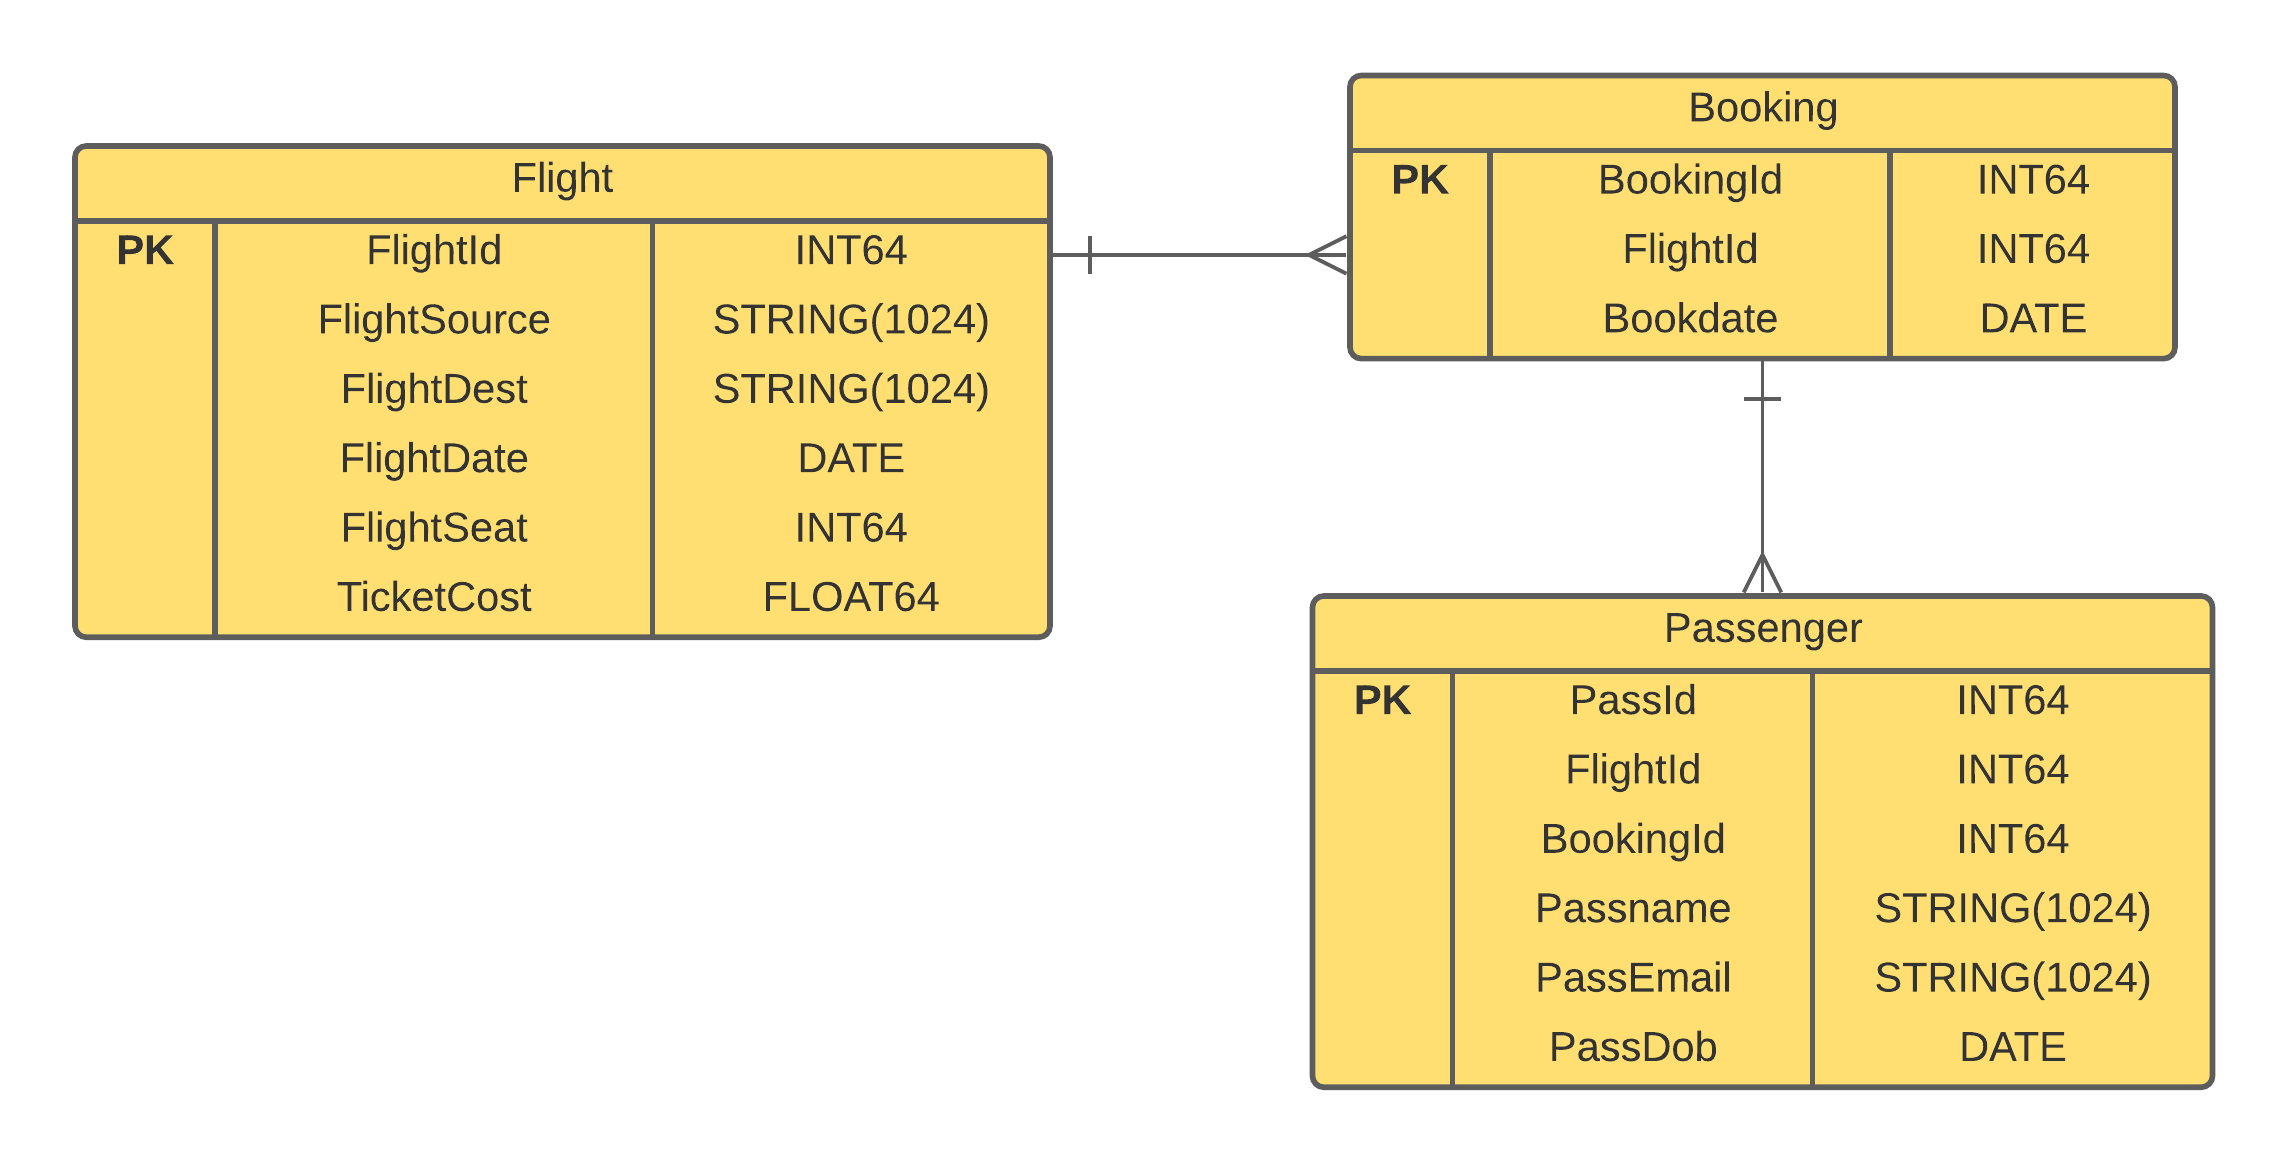 Flight
PK FlightId INT64
FlightSource STRING(1024)
FlightDest STRING(1024)
FlightDate DATE
FlightSeat INT64
TicketCost FLOAT64
Booking
PK BookingId INT64
FlightId INT64
Bookdate DATE
Passenger
PK PassId INT64
FlightId INT64
BookingId INT64
Passname STRING(1024)
PassEmail STRING(1024)
PassDob DATE